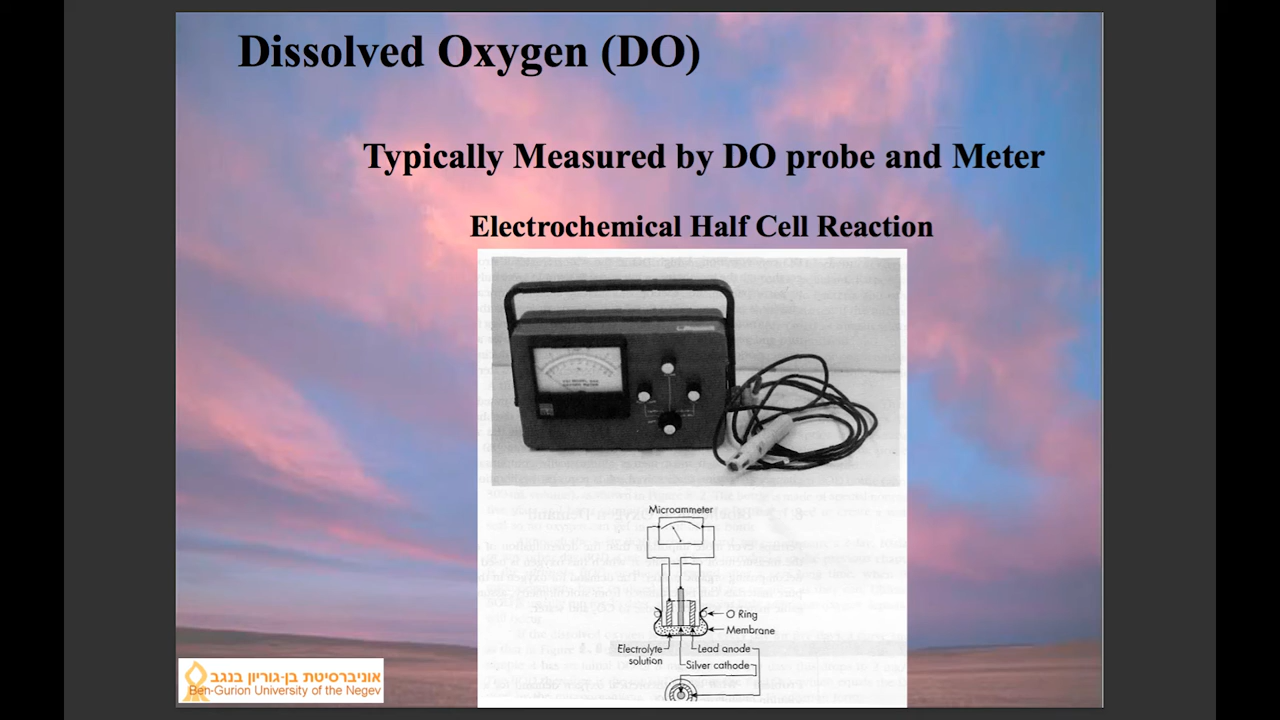 Dissolved Oxygen (DO)
Typically Measured by DO probe and Meter
Electrochemical Half Cell Reaction
Microammeter
O Ring
Membrane
Electrolyte
solution
Lead anode
Silver cathode
אוניברסיטת בן-גוריון בנגב
Ben-Gurion University of the Negev